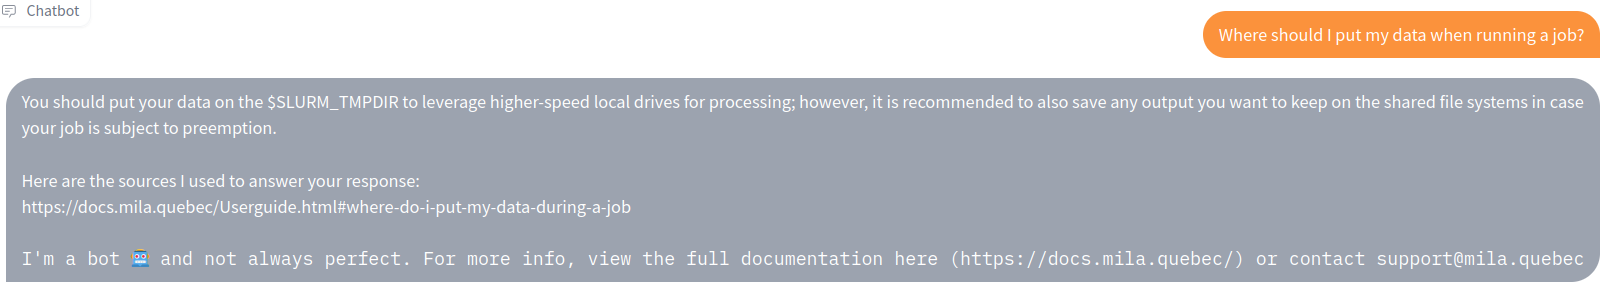 Chatbot
Where should I put my data when running a job?
You should put your data on the $SLURM_TMPDIR to leverage higher-speed local drives for processing; however, it is recommended to also save any output you want to keep on the shared file systems in case
your job is subject to preemption.
Here are the sources I used to answer your response:
https://docs.mila.quebec/Userguide.html#where-do-i-put-my-data-during-a-job
I'm a bot 🤖 and not always perfect. For more info, view the full documentation here (https://docs.mila.quebec/) or contact support@mila.quebec